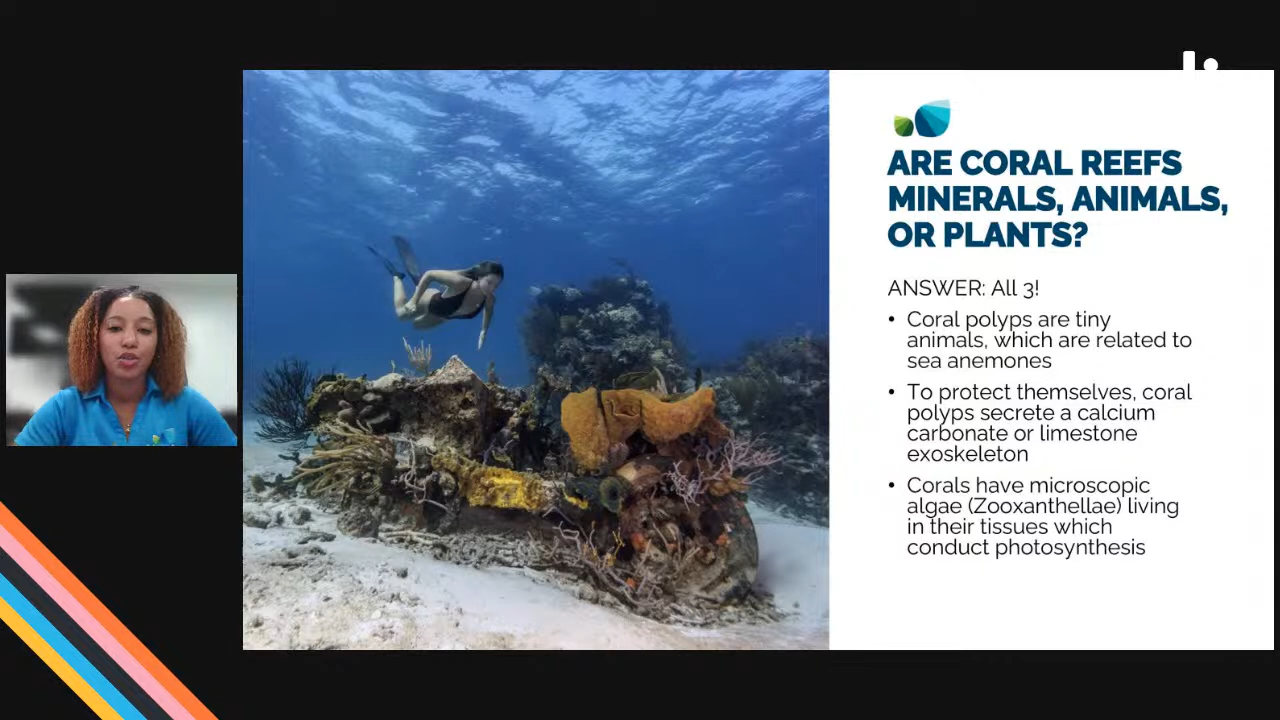 ARE CORAL REEFS
MINERALS, ANIMALS,
OR PLANTS?
ANSWER: All 3!
• Coral polyps are tiny
animals, which are related to
sea anemones
• To protect themselves, coral
polyps secrete a calcium
carbonate or limestone
exoskeleton
• Corals have microscopic
algae (Zooxanthellae) living
in their tissues which
conduct photosynthesis